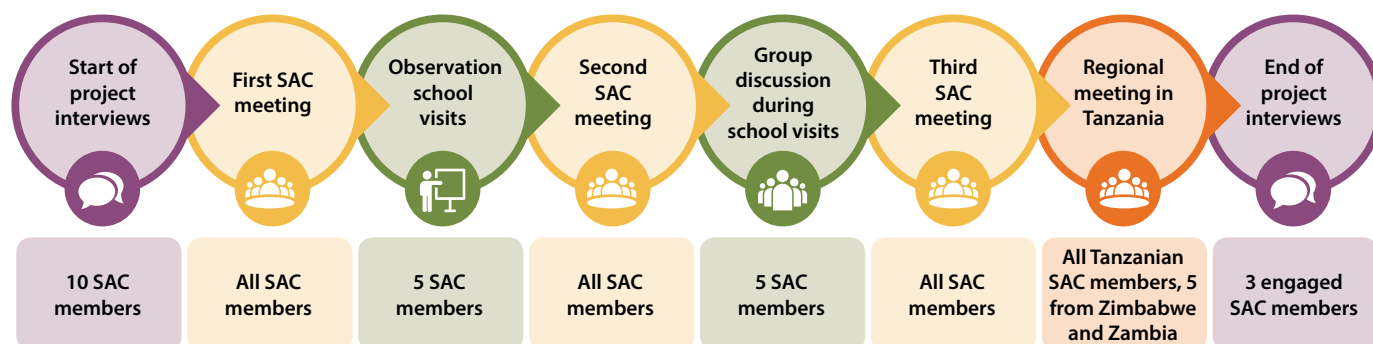 Start of
project
interviews
First SAC
meeting
Observation
school
visits
Second
SAC
meeting
Group
discussion
during
school visits
Third
SAC
meeting
Regional
meeting in
Tanzania
End of
project
interviews
10 SAC
members
All SAC
members
5 SAC
members
All SAC
members
5 SAC
members
All SAC
members
All Tanzanian
SAC members, 5
from Zimbabwe
and Zambia
3 engaged
SAC members